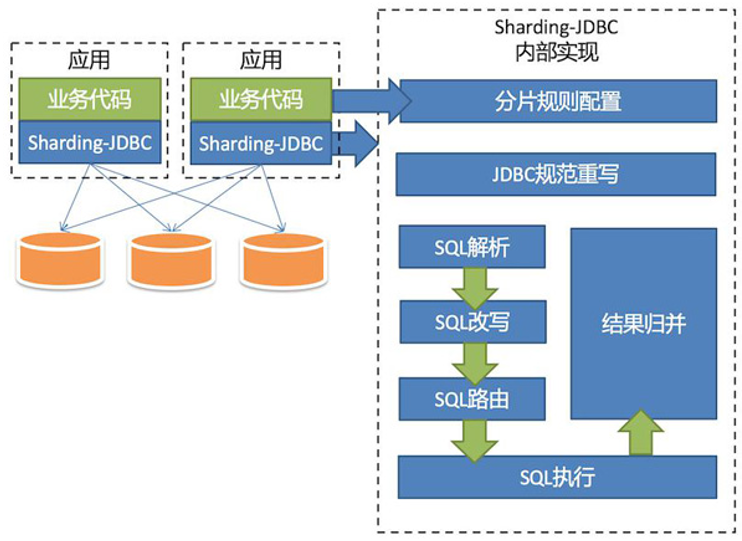 应用
业务代码
Sharding-JDBC
应用
业务代码
Sharding-JDBC
Sharding-JDBC
内部实现
分片规则配置
JDBC规范重写
SQL解析
SQL改写
SQL路由
结果归并
SQL执行